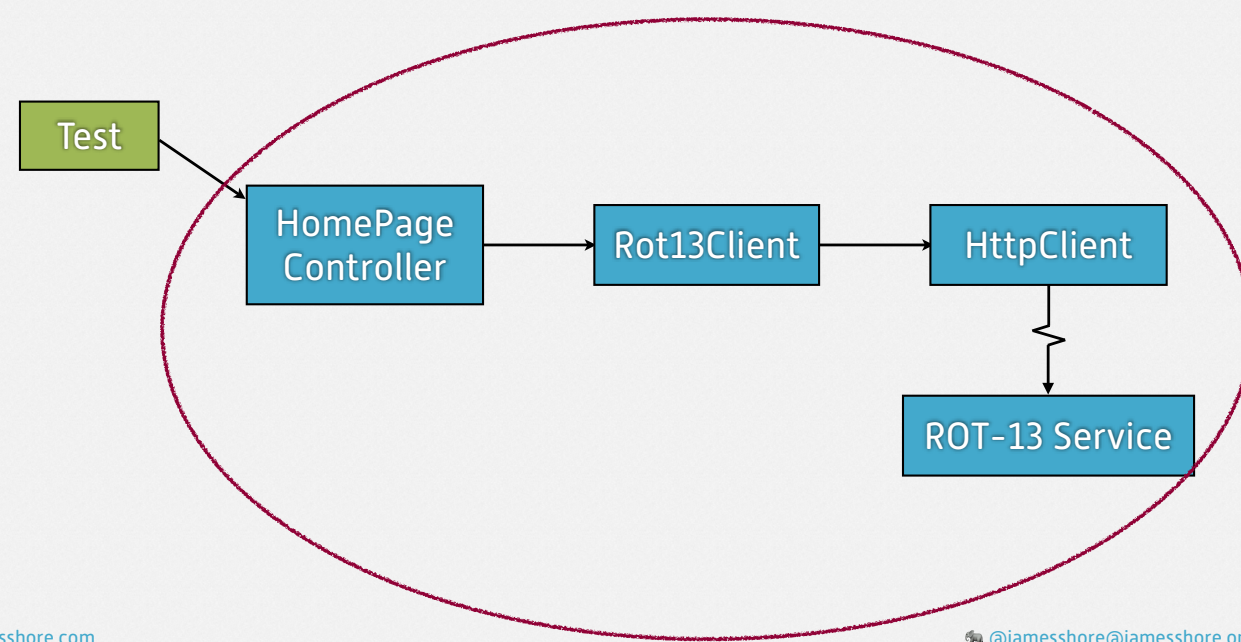 Test
HomePage
Controller
Rot13Client
HttpClient
ROT-13 Service